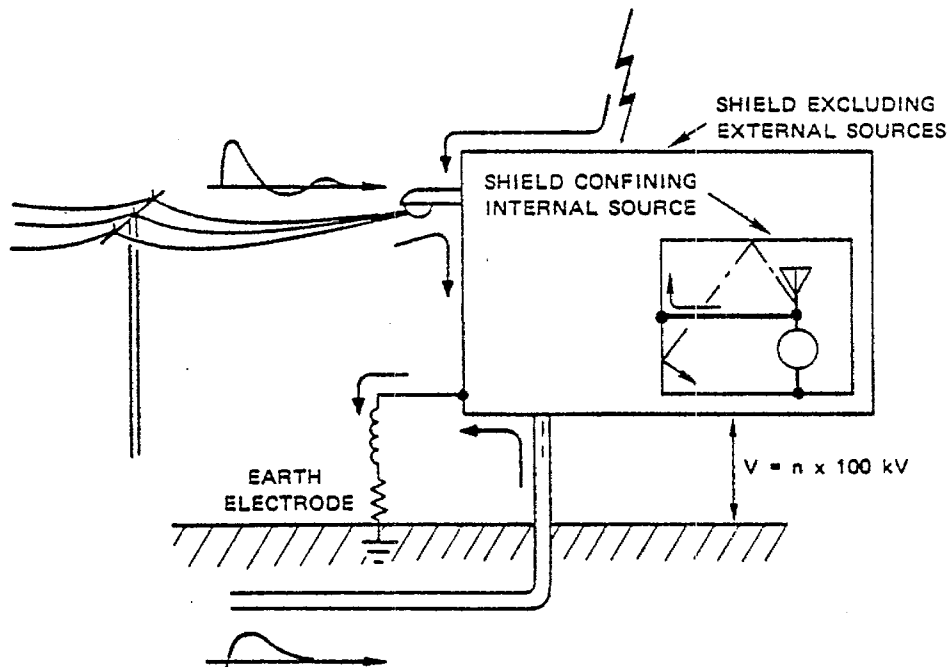 SHIELD EXCLUDING
EXTERNAL SOURCES
SHIELD CONFINING
INTERNAL SOURCE
V = n x 100 kV
EARTH
ELECTRODE